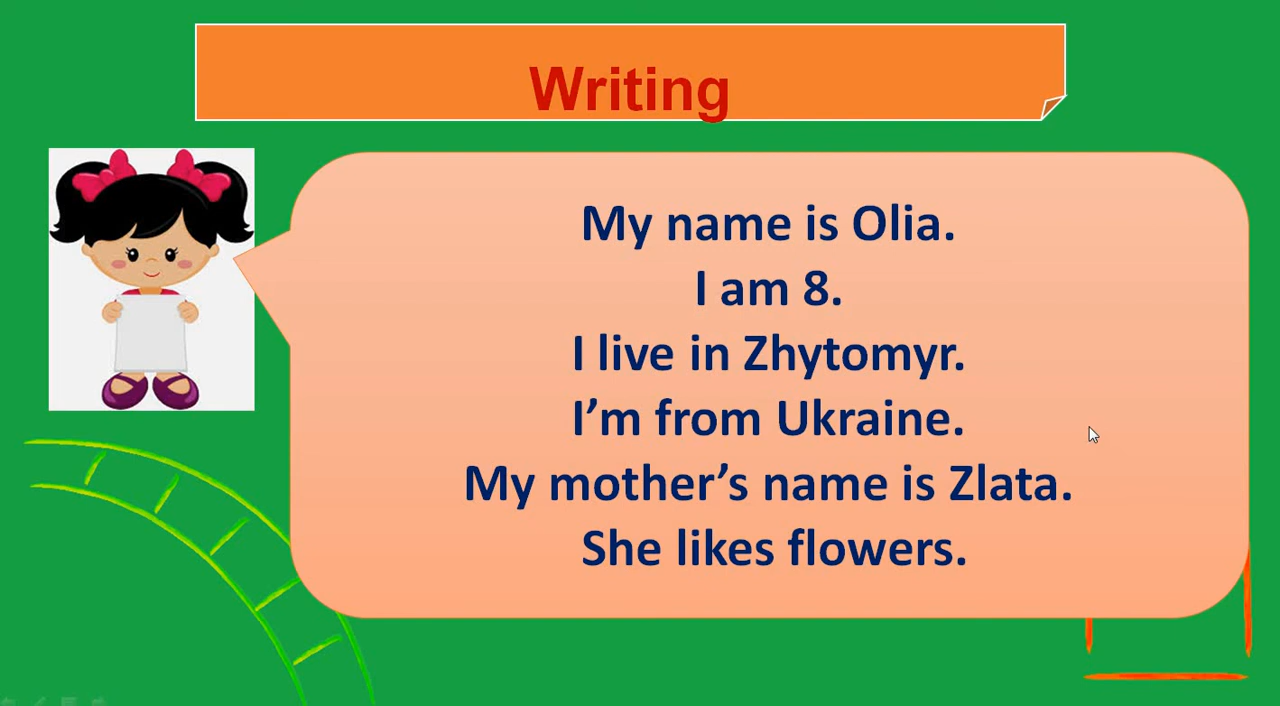 Writing
My name is Olia.
I am 8.
I live in Zhytomyr.
I’m from Ukraine.
My mother’s name is Zlata.
She likes flowers.